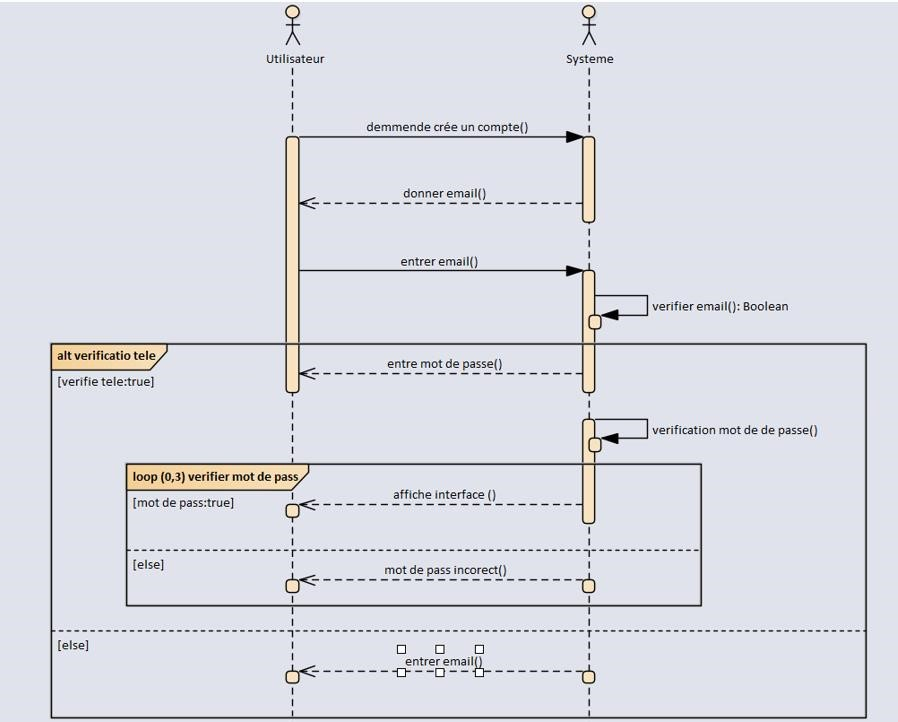 Utilisateur
Systeme
demmende crée un compte()
donner email()
entrer email()
verifier email(): Boolean
alt verificatio tele
entre mot de passe()
[verifie tele:true]
verification mot de de passe()
loop (0,3) verifier mot de pass
affiche interface ()
[mot de pass:true]
[else]
mot de pass incorect()
[else]
entrer email()